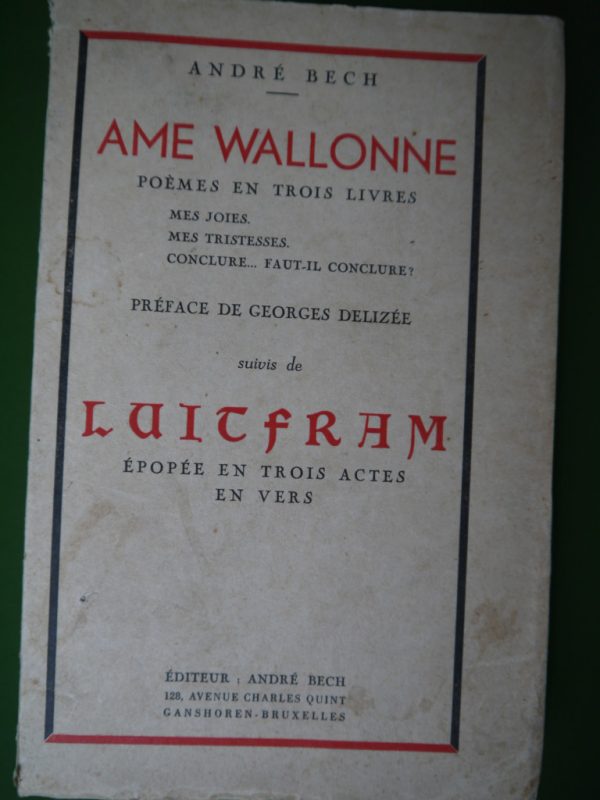 ANDRÉ BECH
AME WALLONNE
POÈMES EN TROIS LIVRES
MES JOIES.
MES TRISTESSES.
CONCLURE... FAUT-IL CONCLURE?
PRÉFACE DE GEORGES DELIZÉE
suivis de
LUITFRAM
ÉPOPÉE EN TROIS ACTES
EN VERS
ÉDITEUR : ANDRÉ BECH
128, AVENUE CHARLES QUINT
GANSHOREN-BRUXELLES